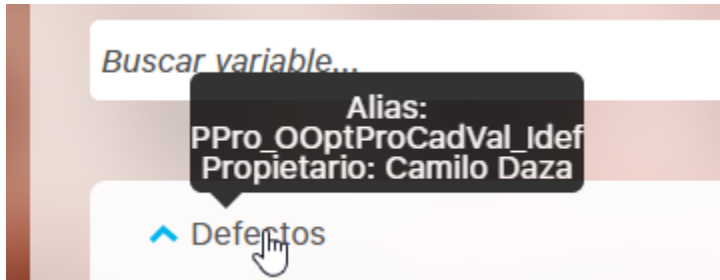 Buscar variable...
Alias:
PPro_OOptProCadVal_Idef
Propietario: Camilo Daza
Defectos